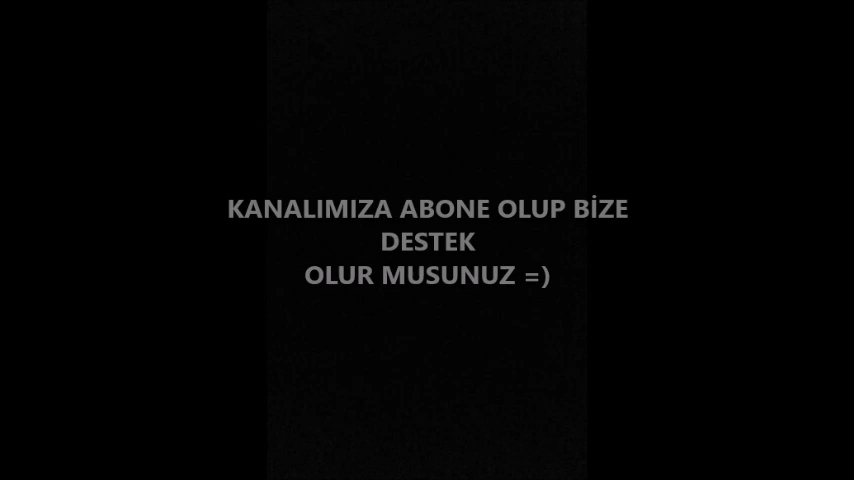 KANALIMIZA ABONE OLUP BİZE
DESTEK
OLUR MUSUNUZ =)